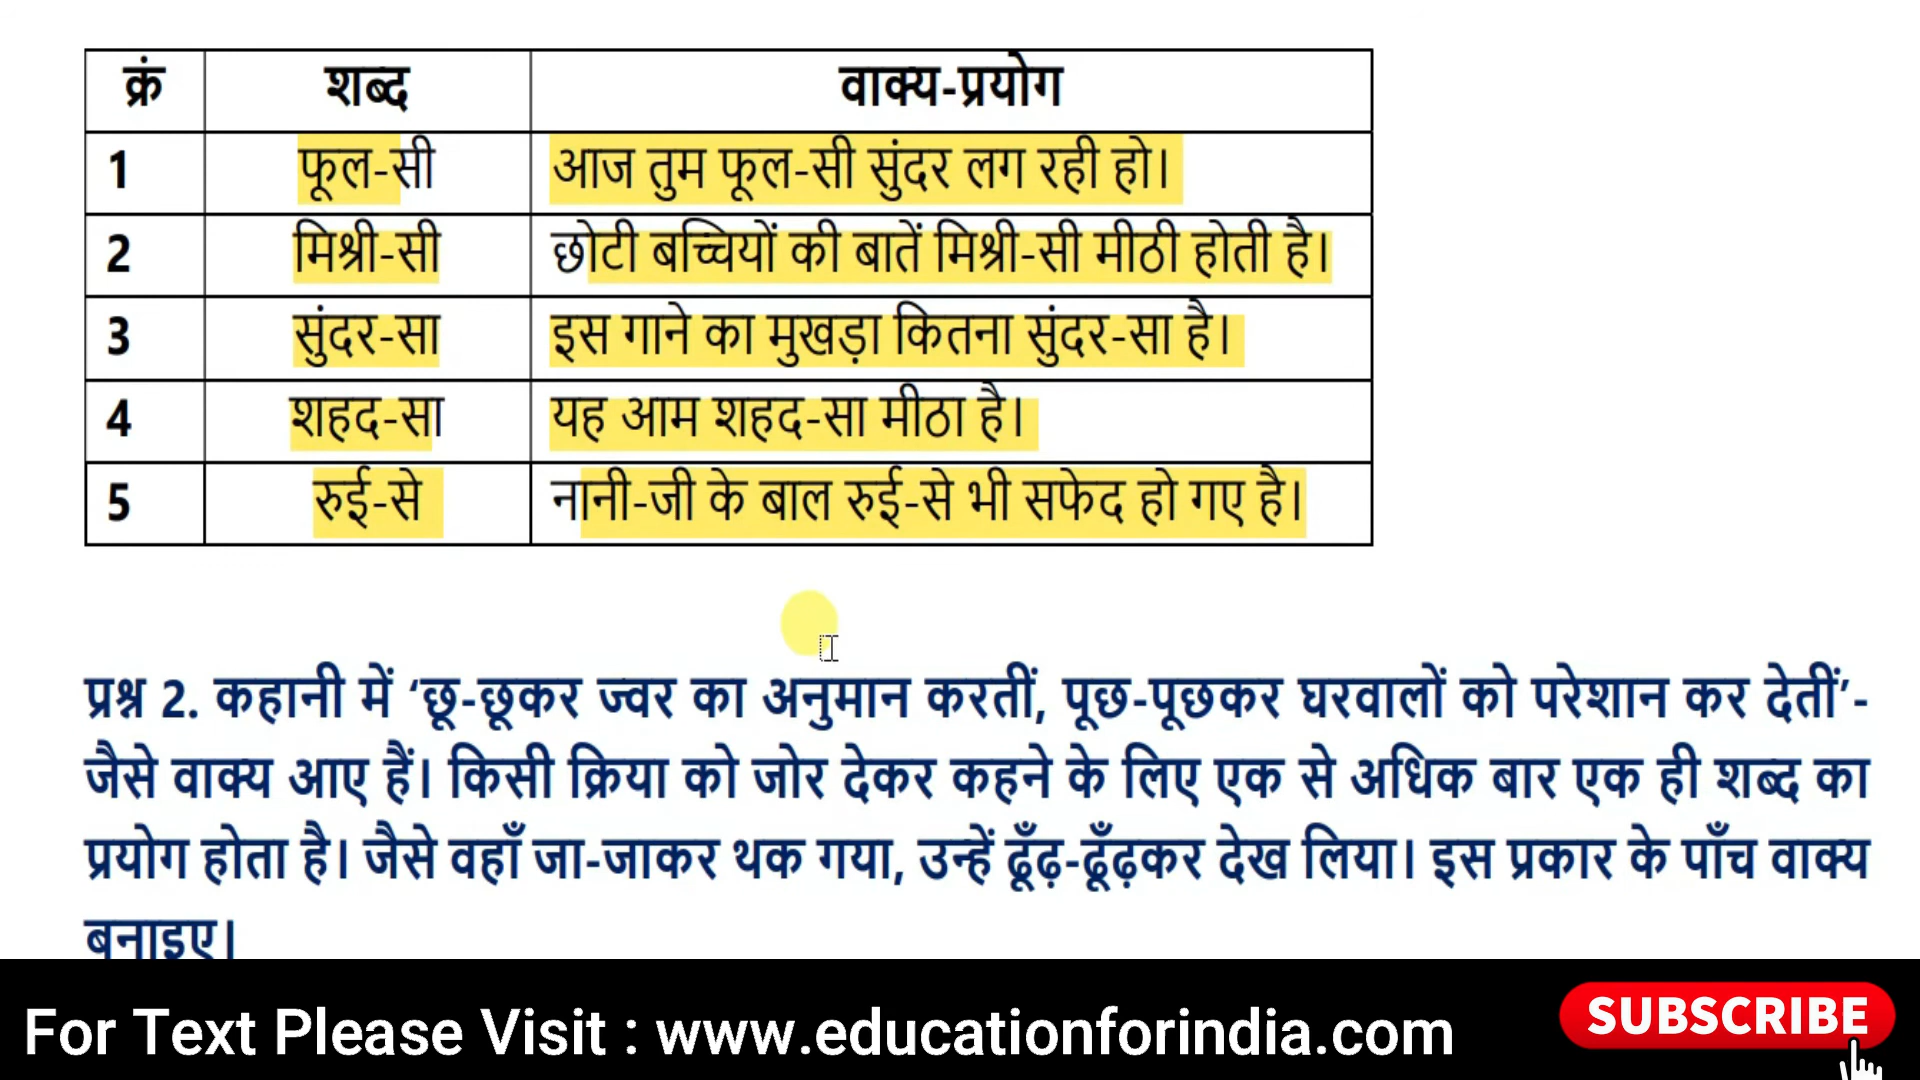 क्रं शब्द वाक्य-प्रयोग
1 फूल-सी आज तुम फूल-सी सुंदर लग रही हो।
2 मिश्री-सी छोटी बच्चियों की बातें मिश्री-सी मीठी होती है।
3 सुंदर-सा इस गाने का मुखड़ा कितना सुंदर-सा है।
4 शहद-सा यह आम शहद-सा मीठा है।
5 रुई-से नानी-जी के बाल रुई-से भी सफेद हो गए है।
प्रश्न 2. कहानी में ‘छू-छूकर ज्वर का अनुमान करतीं, पूछ-पूछकर घरवालों को परेशान कर देतीं’-
जैसे वाक्य आए हैं। किसी क्रिया को जोर देकर कहने के लिए एक से अधिक बार एक ही शब्द का
प्रयोग होता है। जैसे वहाँ जा-जाकर थक गया, उन्हें ढूँढ़-ढूँढ़कर देख लिया। इस प्रकार के पाँच वाक्य
बनाइए।
For Text Please Visit : www.educationforindia.com
SUBSCRIBE